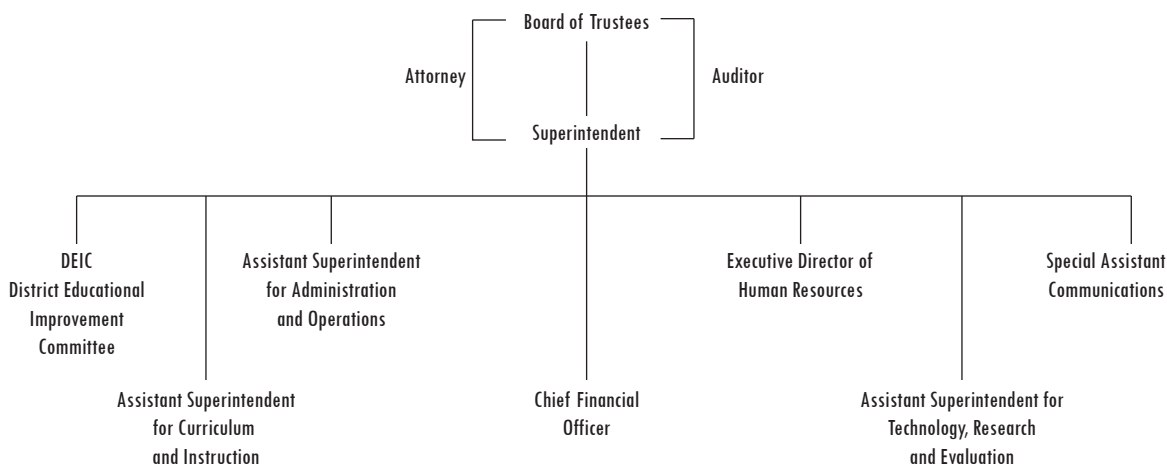 Board of Trustees
Attorney
Auditor
Superintendent
DEIC
District Educational
Improvement
Committee
Assistant Superintendent
for Administration
and Operations
Executive Director of
Human Resources
Special Assistant
Communications
Assistant Superintendent
for Curriculum
and Instruction
Chief Financial
Officer
Assistant Superintendent for
Technology, Research
and Evaluation